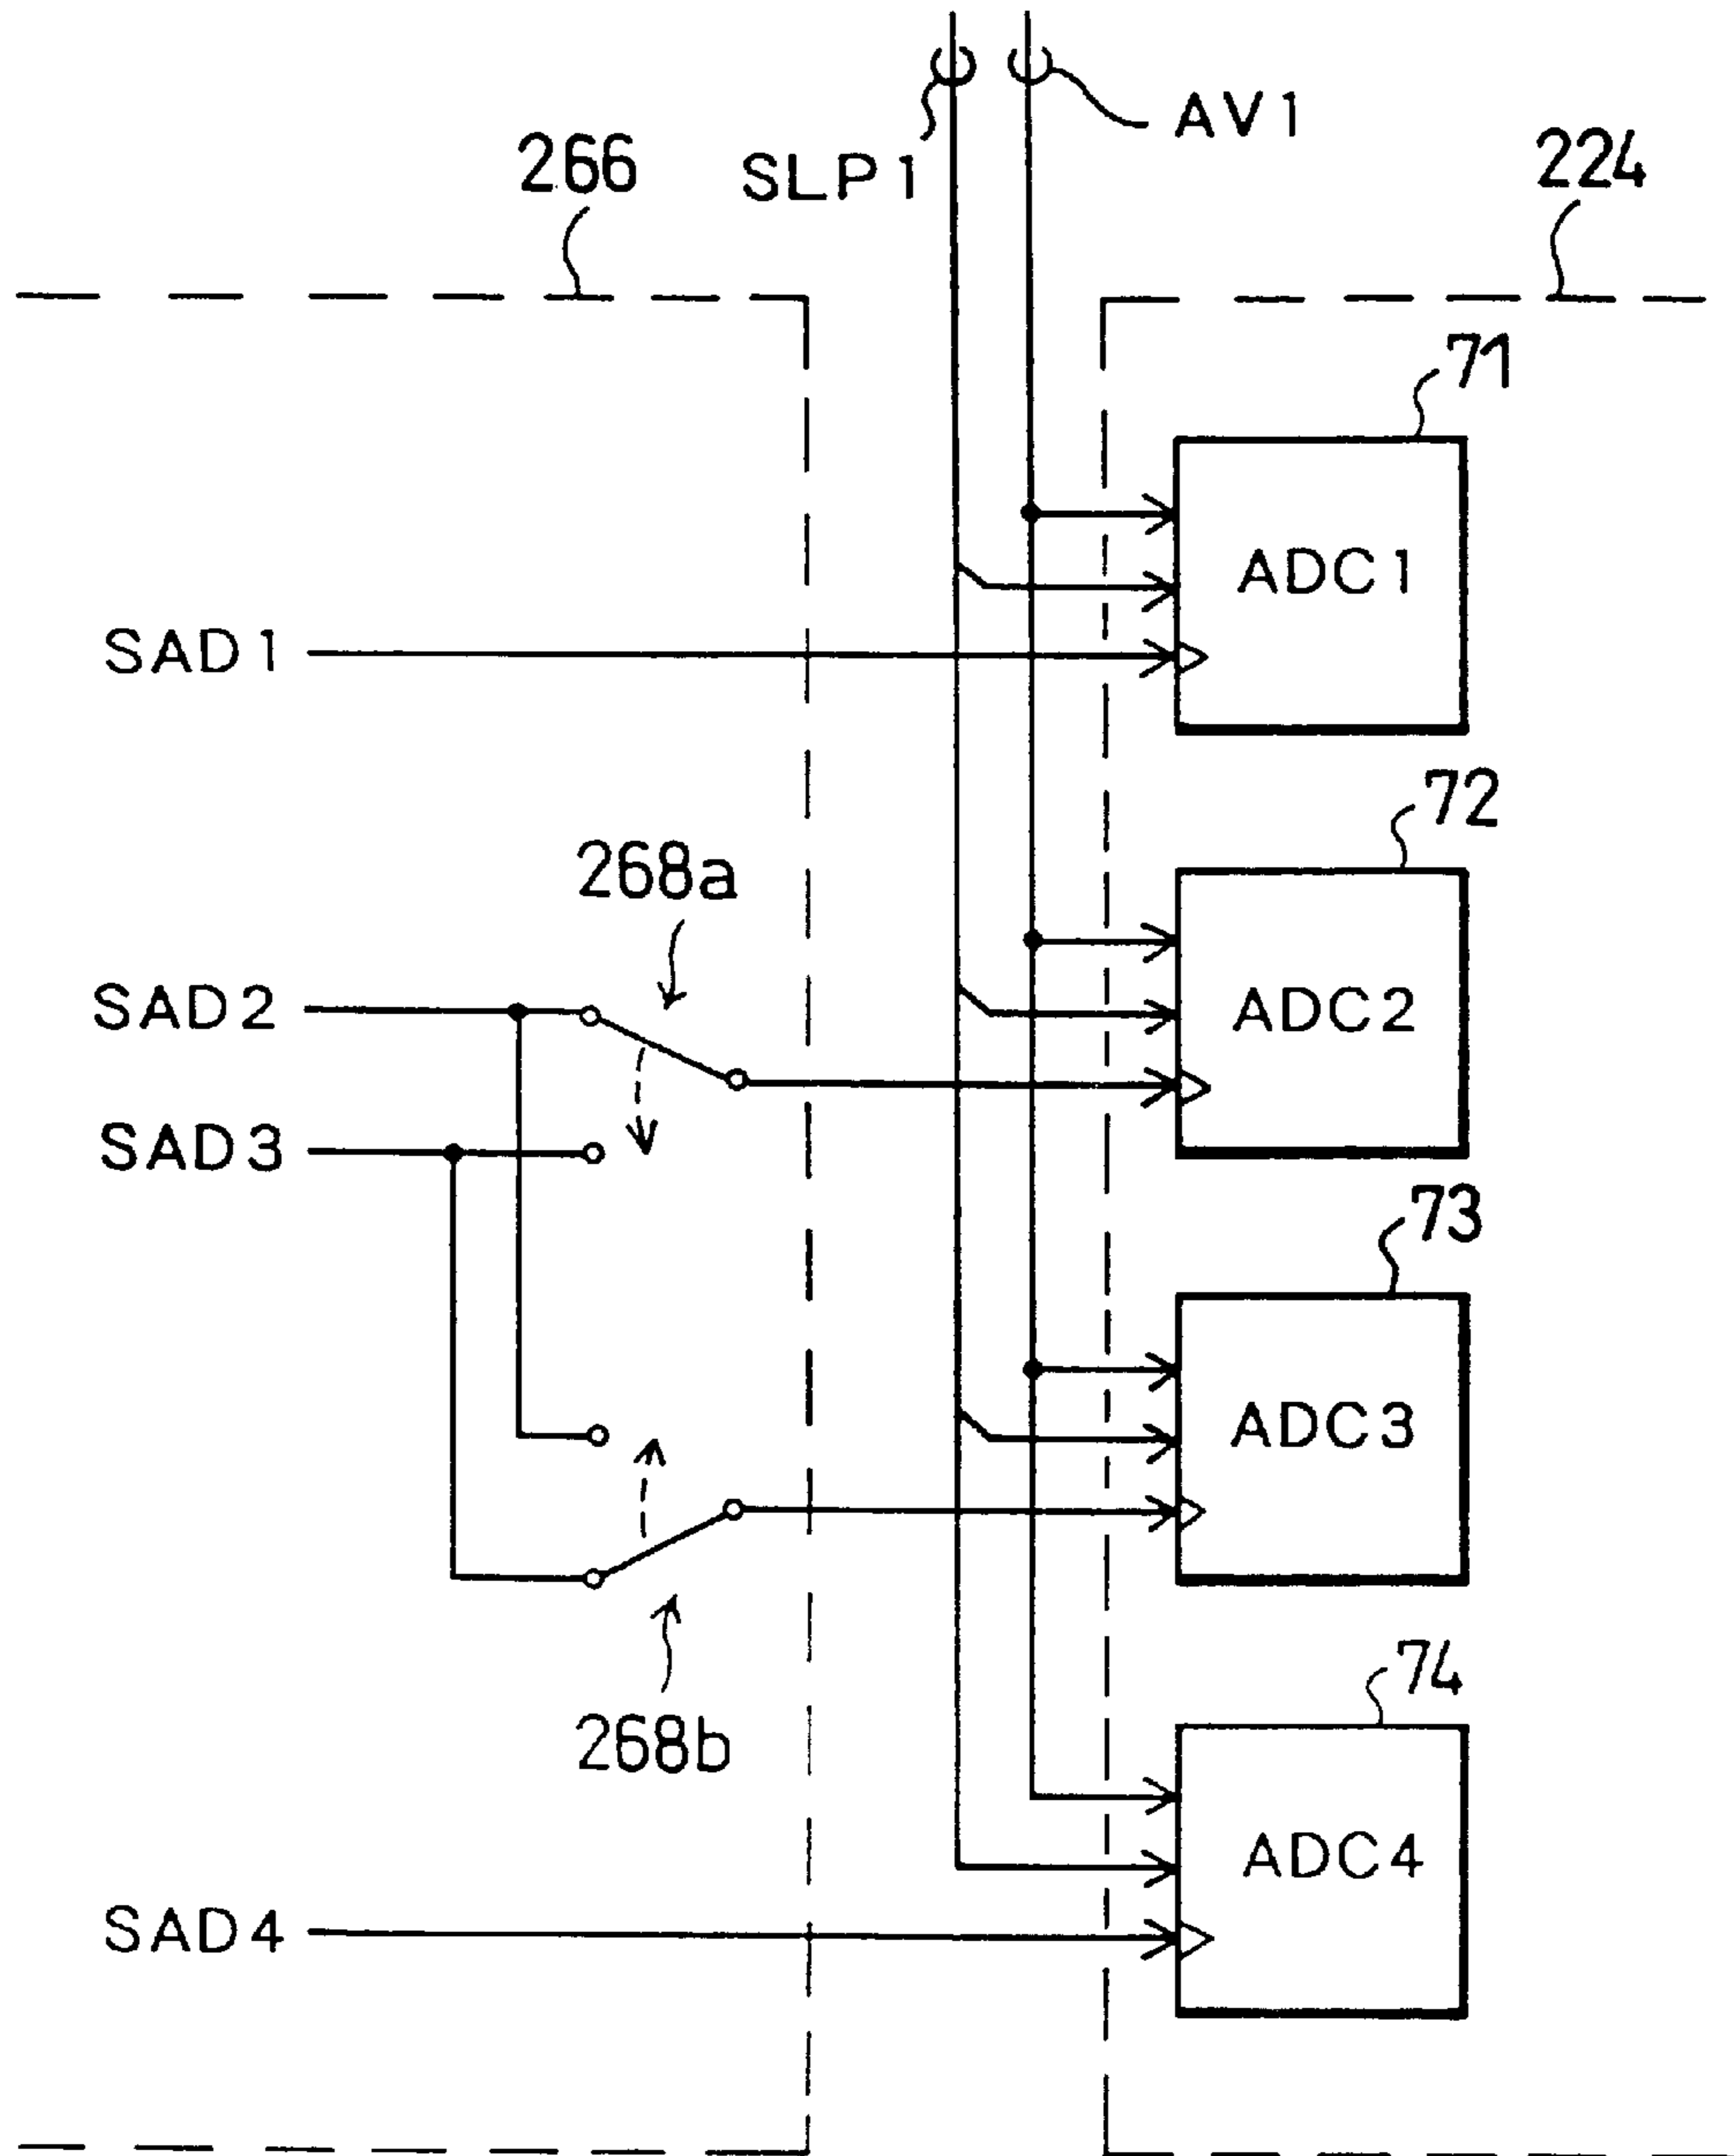 AV1
SLP1
266
224
71
ADC1
SAD1
72
268a
SAD2
ADC2
SAD3
73
ADC3
268b
74
ADC4
SAD4